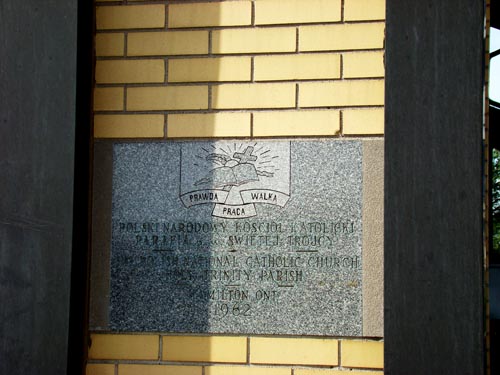 PRAWDA WALKA
PRACA
POLSKI NARODOWY KOSCIOL KATOLICKI
PARAFIA SWIETEJ TROJCY
POLISH NATIONAL CATHOLIC CHURCH
HOLY TRINITY PARISH
HAMILTON ONT.
1962